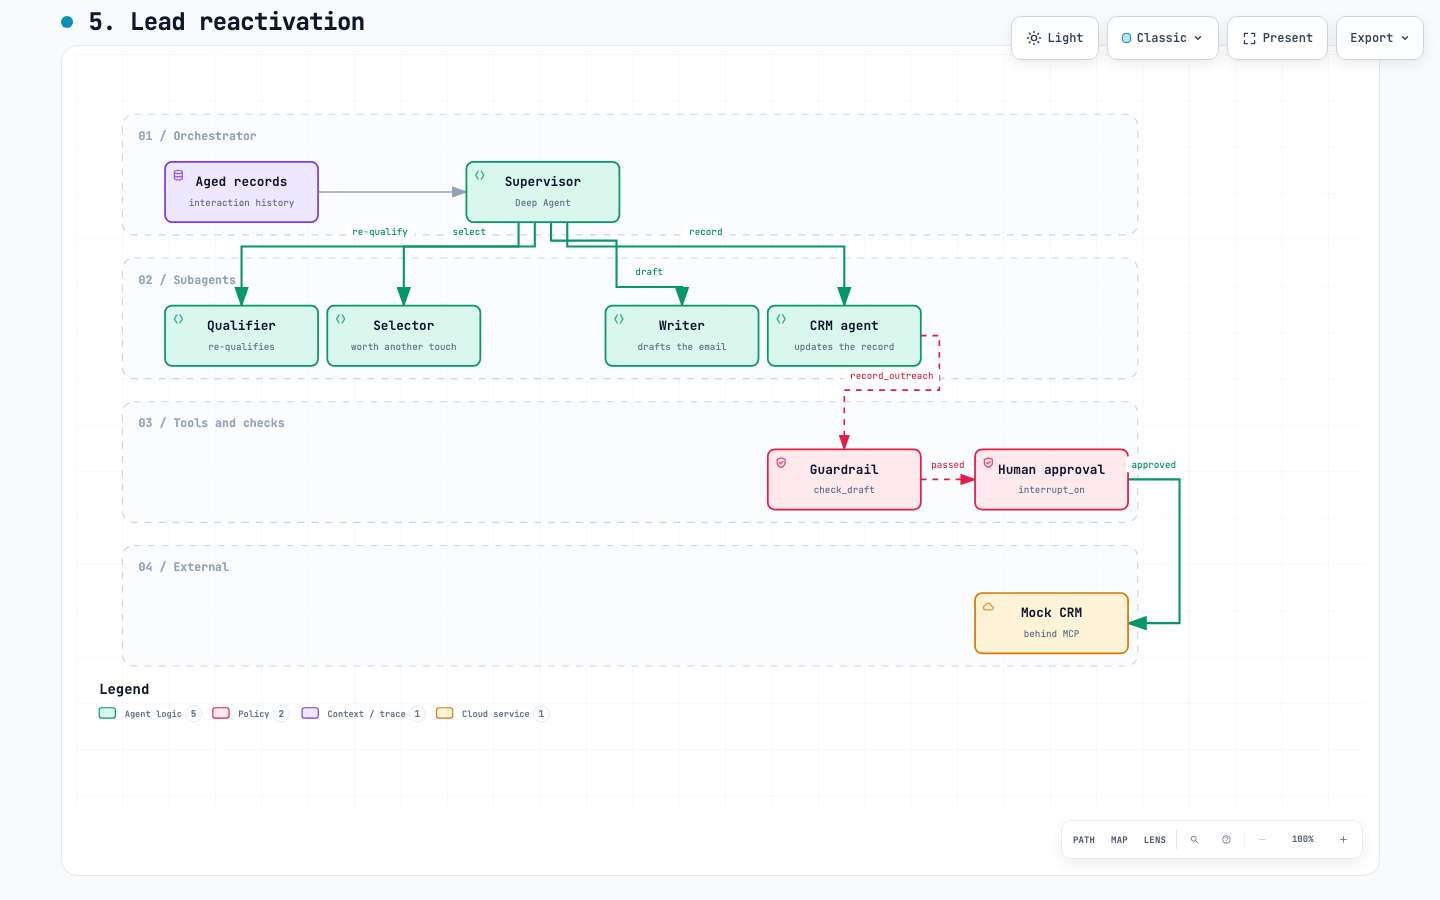 5. Lead reactivation
Light
Classic
Present
Export
01 / Orchestrator
Aged records
interaction history
Supervisor
Deep Agent
re-qualify
select
record
draft
02 / Subagents
Qualifier
re-qualifies
Selector
worth another touch
Writer
drafts the email
CRM agent
updates the record
record_outreach
03 / Tools and checks
Guardrail
check_draft
passed
Human approval
interrupt_on
approved
04 / External
Mock CRM
behind MCP
Legend
Agent logic 5
Policy 2
Context / trace 1
Cloud service 1
PATH
MAP
LENS
100%